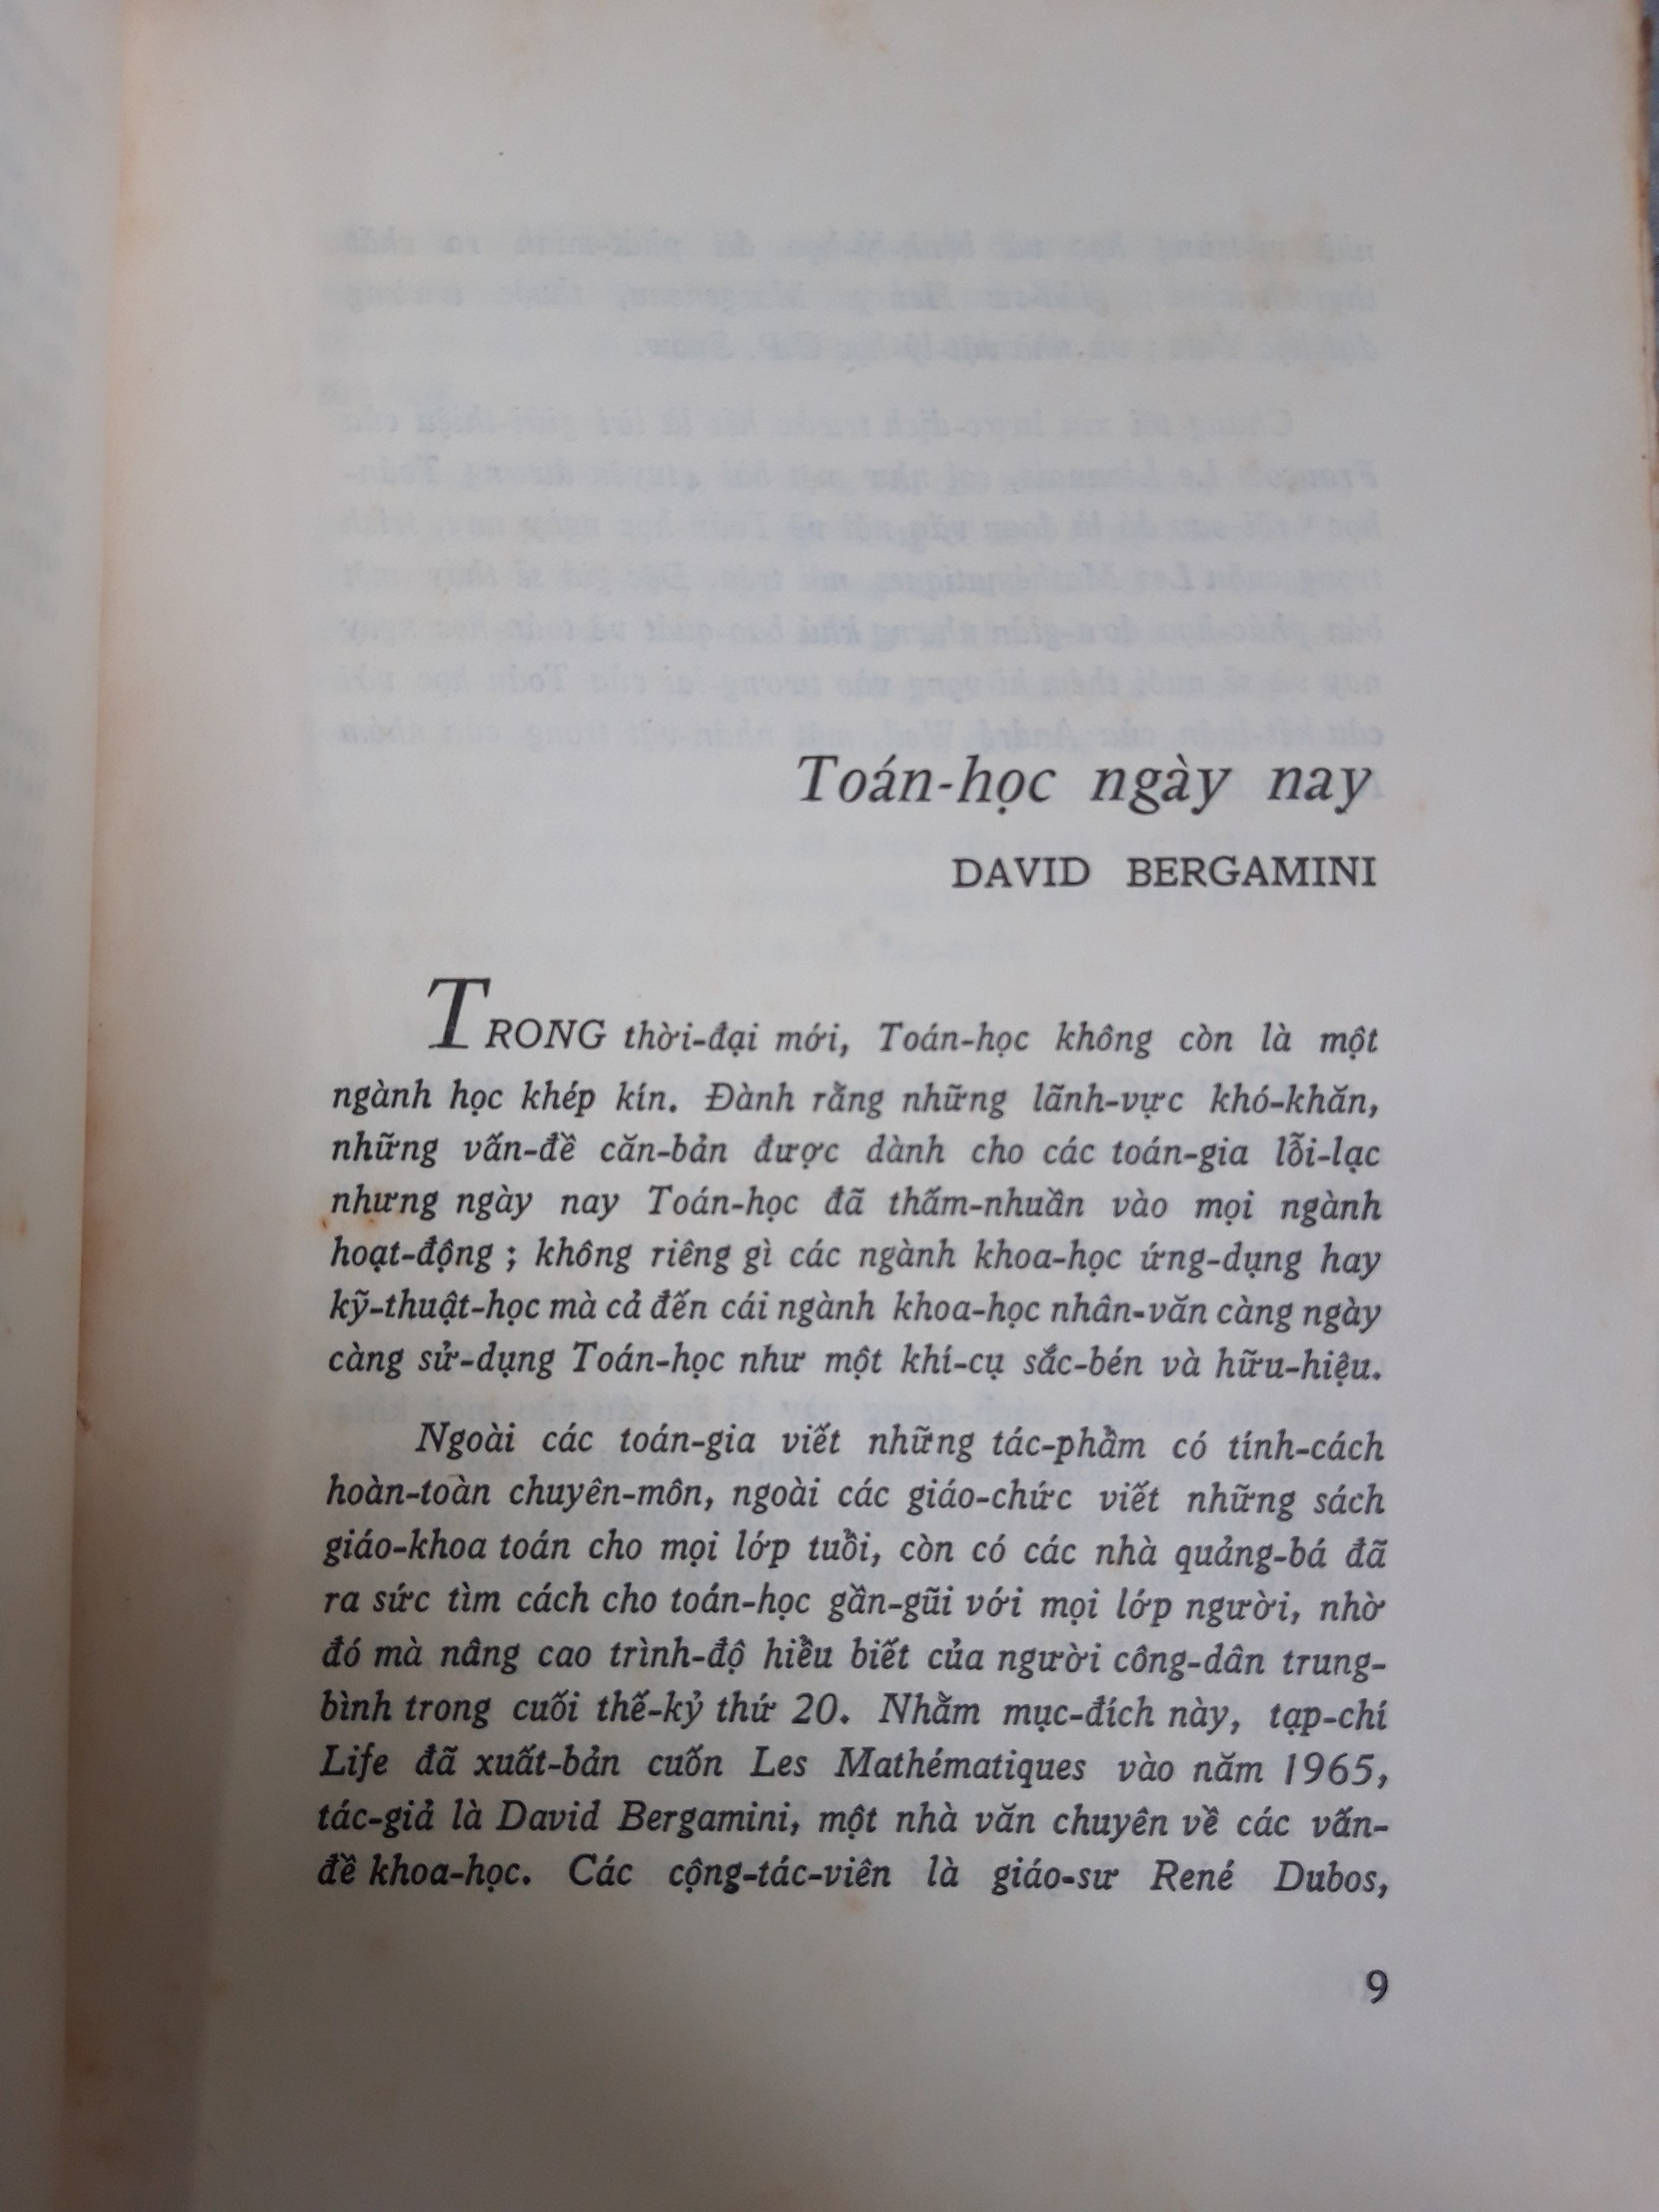 Toán-học ngày nay
DAVID BERGAMINI
TRONG thời-đại mới, Toán-học không còn là một
ngành học khép kín. Đành rằng những lãnh-vực khó-khăn,
những vấn-đề căn-bản được dành cho các toán-gia lỗi-lạc
nhưng ngày nay Toán-học đã thấm-nhuần vào mọi ngành
hoạt-động ; không riêng gì các ngành khoa-học ứng-dụng hay
kỹ-thuật-học mà cả đến cái ngành khoa-học nhân-văn càng ngày
càng sử-dụng Toán-học như một khí-cụ sắc-bén và hữu-hiệu.
Ngoài các toán-gia viết những tác-phẩm có tính-cách
hoàn-toàn chuyên-môn, ngoài các giáo-chức viết những sách
giáo-khoa toán cho mọi lớp tuổi, còn có các nhà quảng-bá đã
ra sức tìm cách cho toán-học gần-gũi với mọi lớp người, nhờ
đó mà nâng cao trình-độ hiểu biết của người công-dân trung-
bình trong cuối thế-kỷ thứ 20. Nhằm mục-đích này, tạp-chí
Life đã xuất-bản cuốn Les Mathématiques vào năm 1965,
tác-giả là David Bergamini, một nhà văn chuyên về các vấn-
đề khoa-học. Các cộng-tác-viên là giáo-sư René Dubos,
9